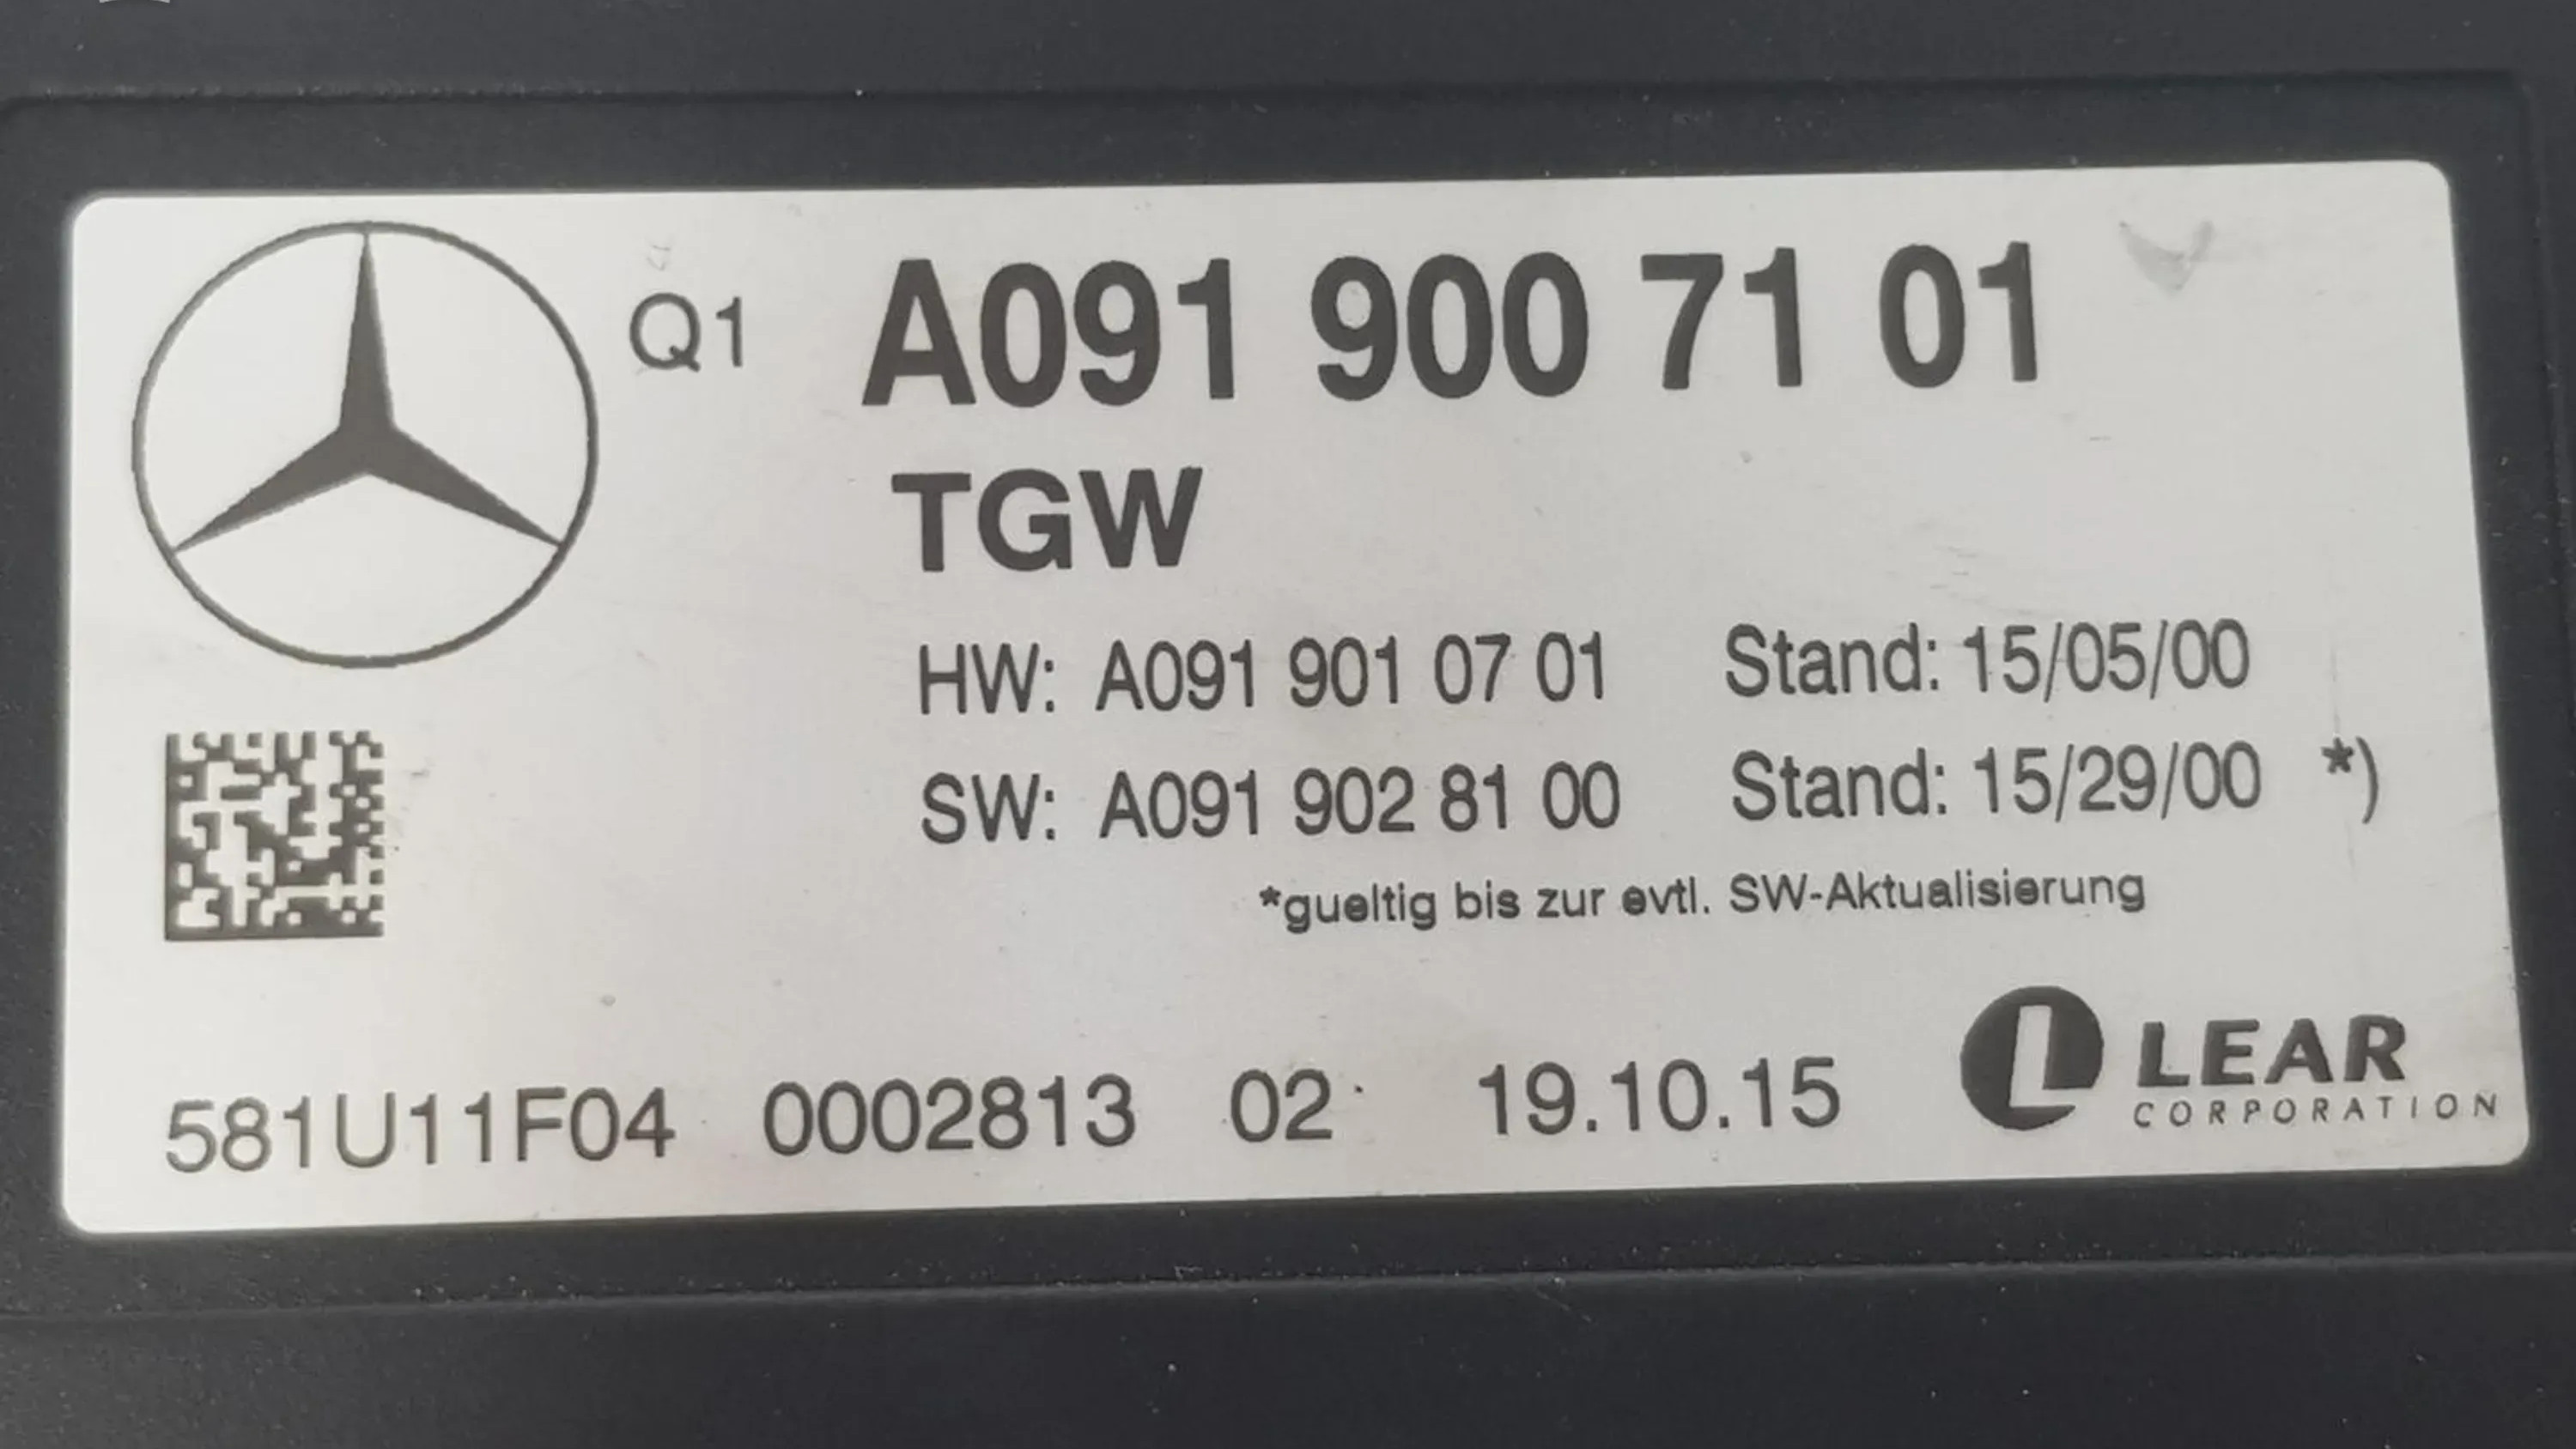 Q1 A091 900 71 01
TGW
HW: A091 901 07 01 Stand: 15/05/00
SW: A091 902 81 00 Stand: 15/29/00 *)
*gueltig bis zur evtl. SW-Aktualisierung
581U11F04 0002813 02 19.10.15
L LEAR
CORPORATION